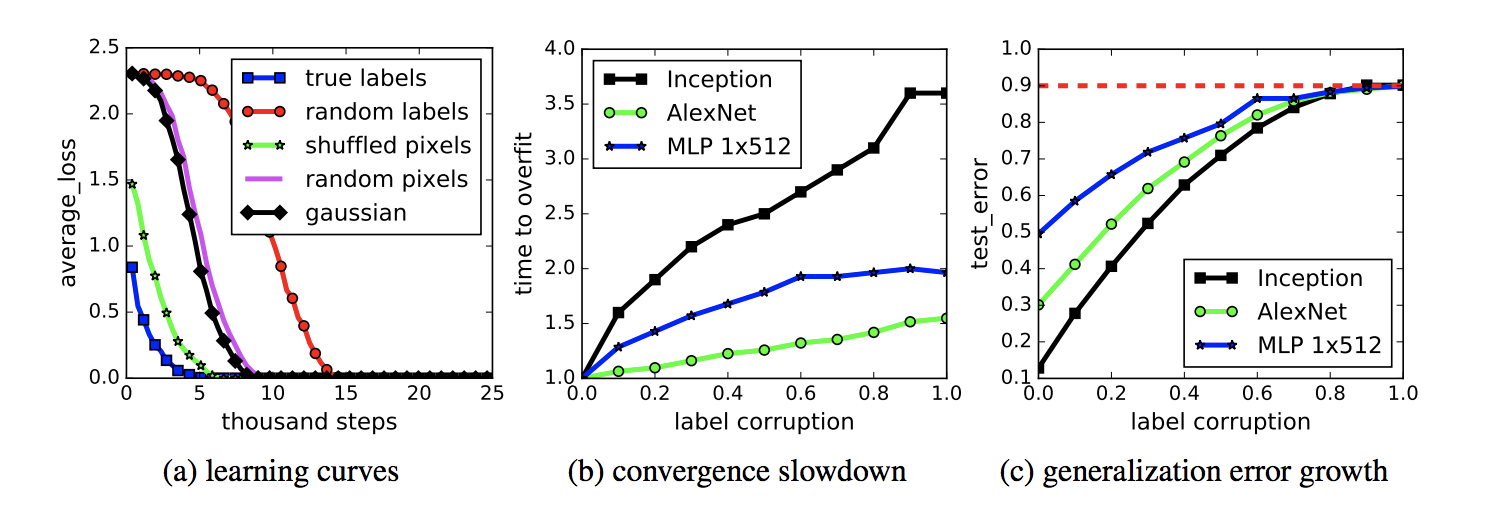 2.5
2.0
1.5
1.0
0.5
0.0
average_loss
true labels
random labels
shuffled pixels
random pixels
gaussian
0 5 10 15 20 25
thousand steps
(a) learning curves
4.0
3.5
3.0
2.5
2.0
1.5
1.0
time to overfit
Inception
AlexNet
MLP 1x512
0.0 0.2 0.4 0.6 0.8 1.0
label corruption
(b) convergence slowdown
1.0
0.9
0.8
0.7
0.6
0.5
0.4
0.3
0.2
0.1
test_error
Inception
AlexNet
MLP 1x512
0.0 0.2 0.4 0.6 0.8 1.0
label corruption
(c) generalization error growth